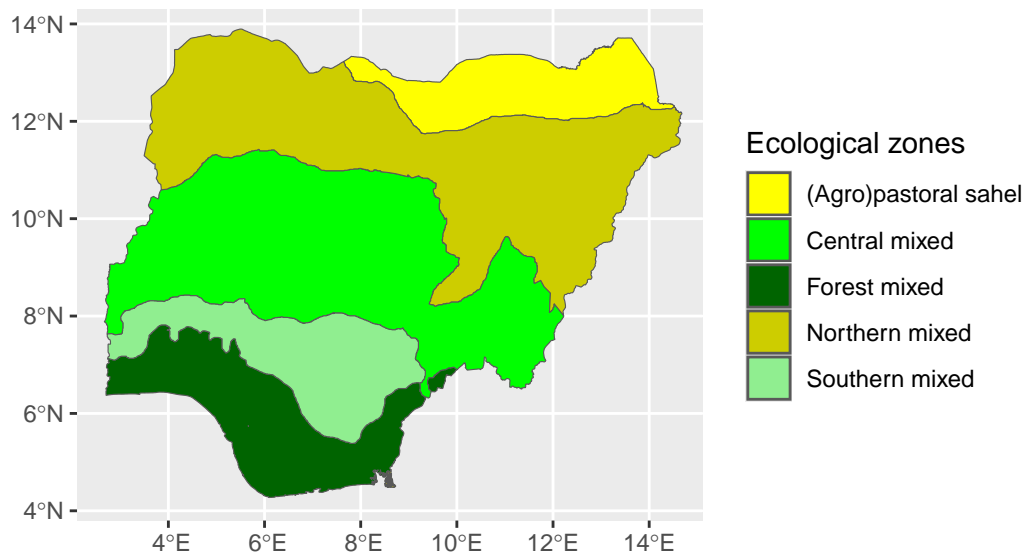 14°N
12°N
10°N
8°N
6°N
4°N
4°E 6°E 8°E 10°E 12°E 14°E
Ecological zones
(Agro)pastoral sahel
Central mixed
Forest mixed
Northern mixed
Southern mixed